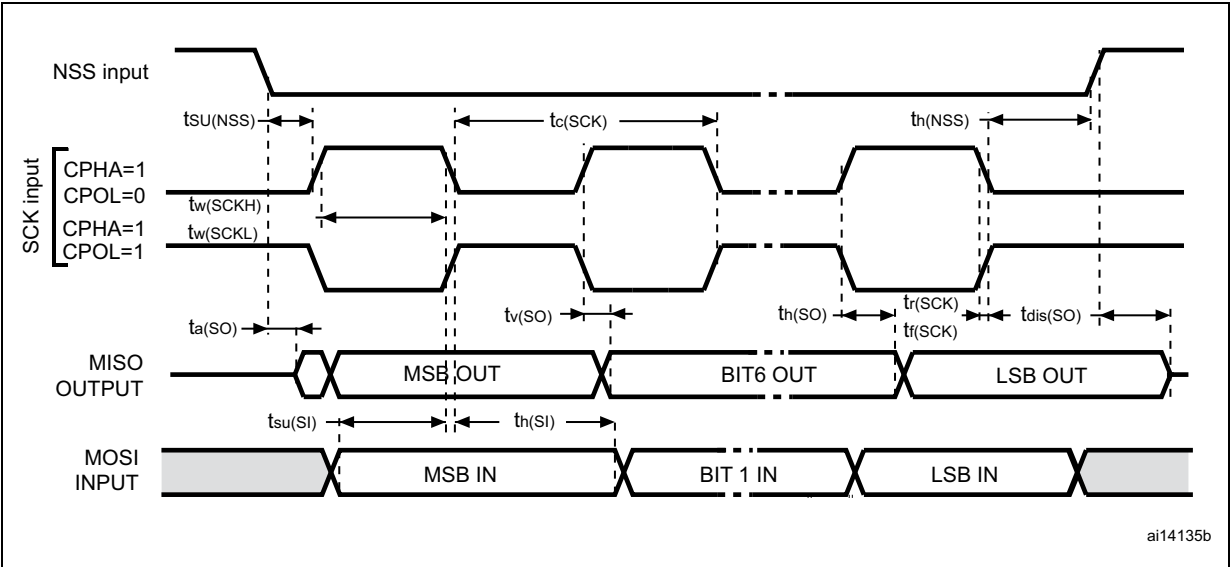 NSS input
tSU(NSS)
tc(SCK)
th(NSS)
SCK input
CPHA=1
CPOL=0
tw(SCKH)
CPHA=1
tw(SCKL)
CPOL=1
ta(SO)
tv(SO)
th(SO)
tr(SCK)
tf(SCK)
tdis(SO)
MISO
OUTPUT
MSB OUT
BIT6 OUT
LSB OUT
tsu(SI)
th(SI)
MOSI
INPUT
MSB IN
BIT 1 IN
LSB IN
ai14135b